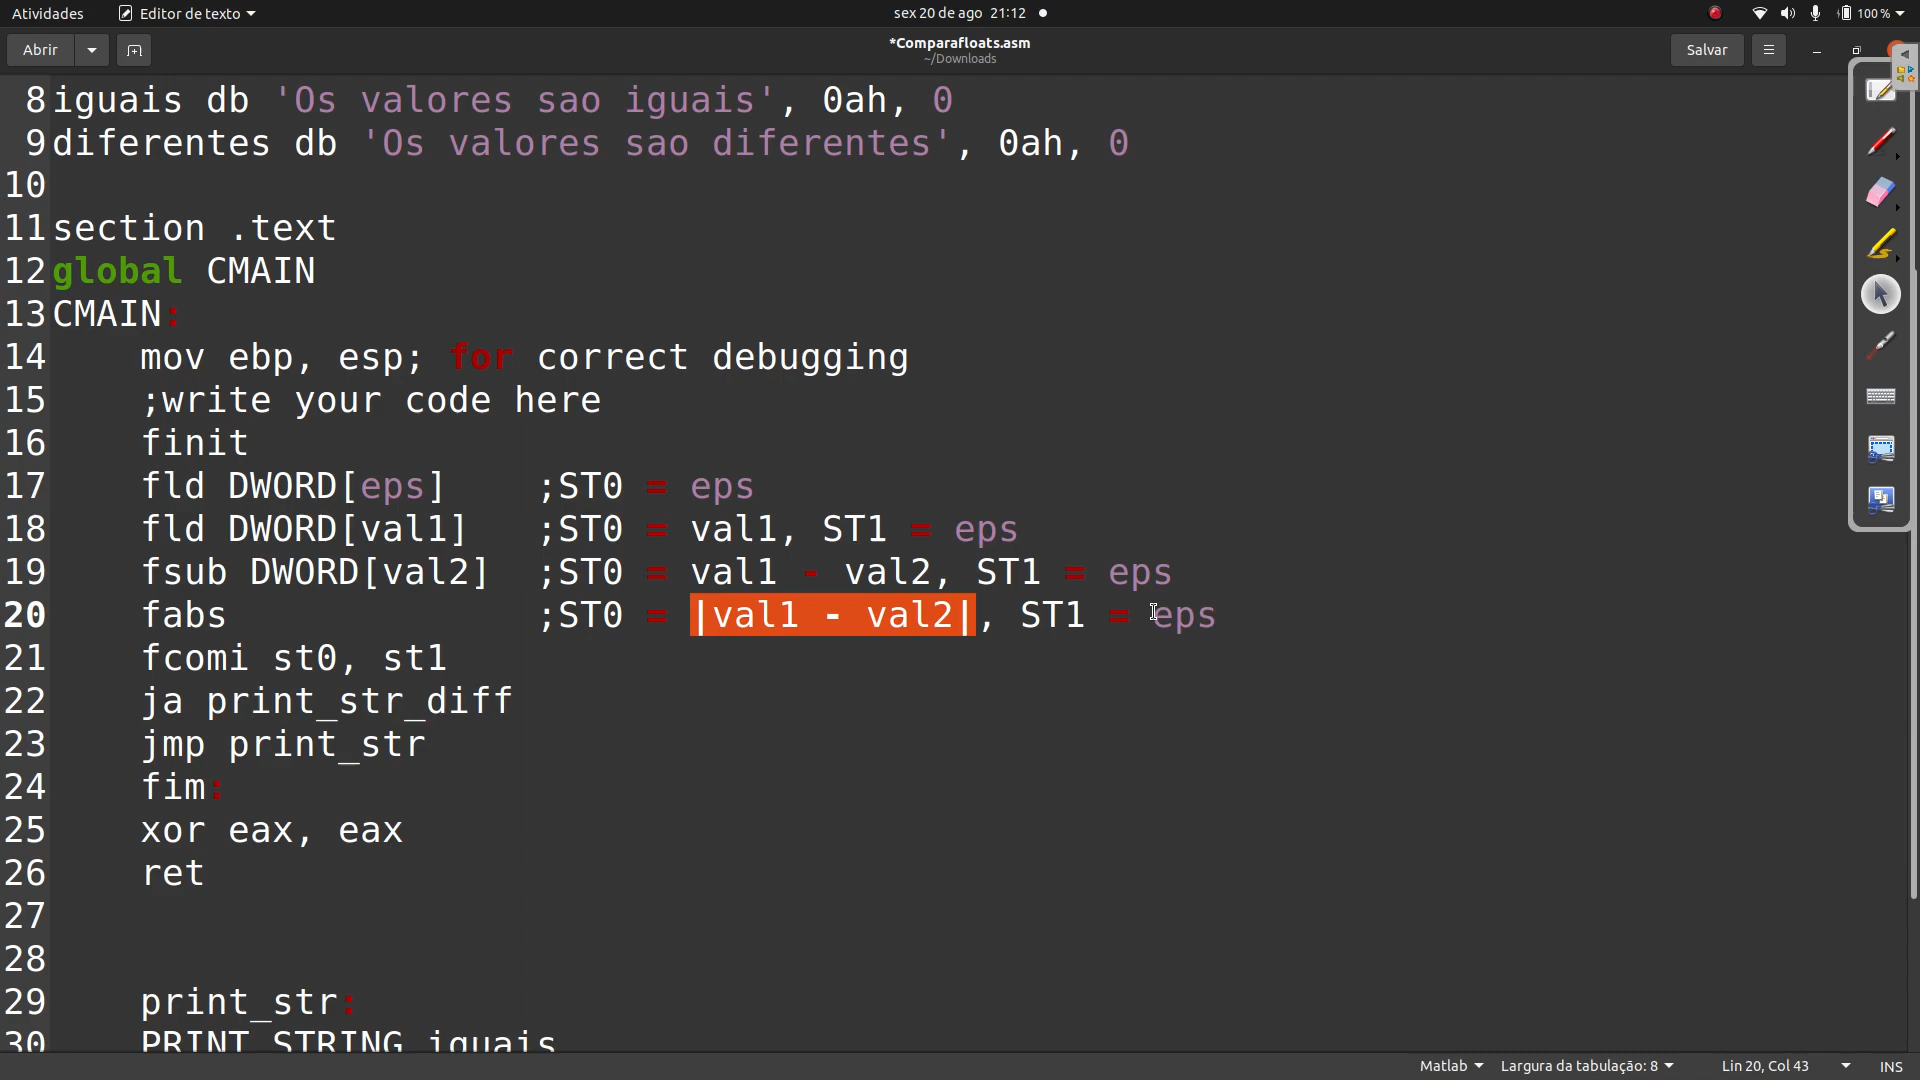 Atividades Editor de texto sex 20 de ago 21:12 100 %
Abrir *Comparafloats.asm Salvar
~/Downloads
8 iguais db 'Os valores sao iguais', 0ah, 0
9 diferentes db 'Os valores sao diferentes', 0ah, 0
10
11 section .text
12 global CMAIN
13 CMAIN:
14 mov ebp, esp; for correct debugging
15 ;write your code here
16 finit
17 fld DWORD[eps] ;ST0 = eps
18 fld DWORD[val1] ;ST0 = val1, ST1 = eps
19 fsub DWORD[val2] ;ST0 = val1 - val2, ST1 = eps
20 fabs ;ST0 = |val1 - val2|, ST1 = eps
21 fcomi st0, st1
22 ja print_str_diff
23 jmp print_str
24 fim:
25 xor eax, eax
26 ret
27
28
29 print_str:
30 PRINT_STRING iguais
Matlab Largura da tabulação: 8 Lin 20, Col 43 INS